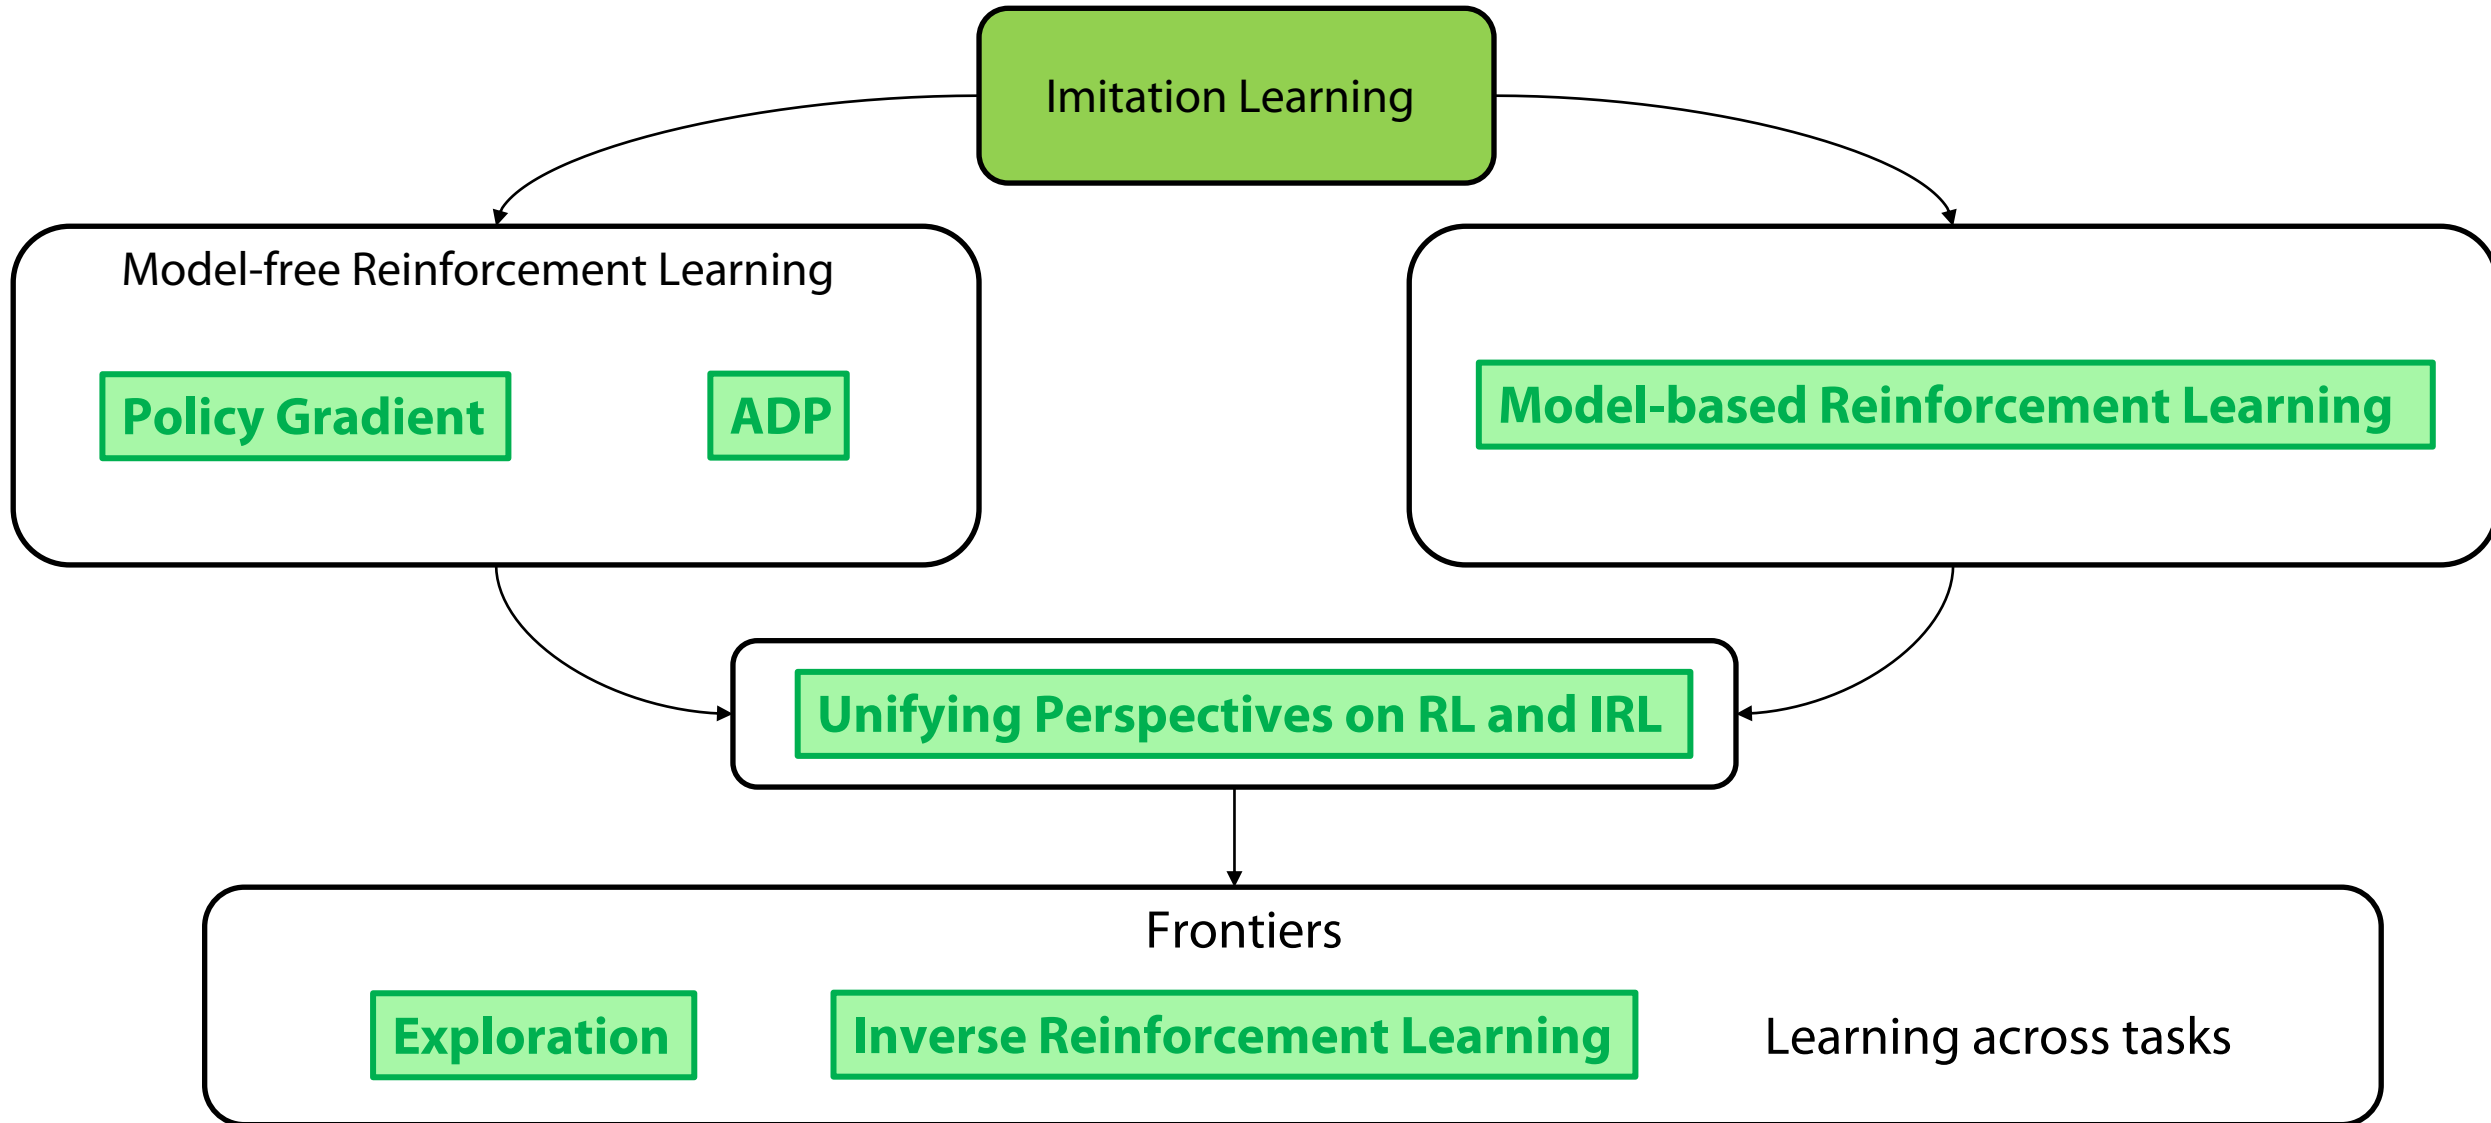 Imitation Learning
Model-free Reinforcement Learning
Policy Gradient
ADP
Model-based Reinforcement Learning
Unifying Perspectives on RL and IRL
Frontiers
Exploration
Inverse Reinforcement Learning
Learning across tasks